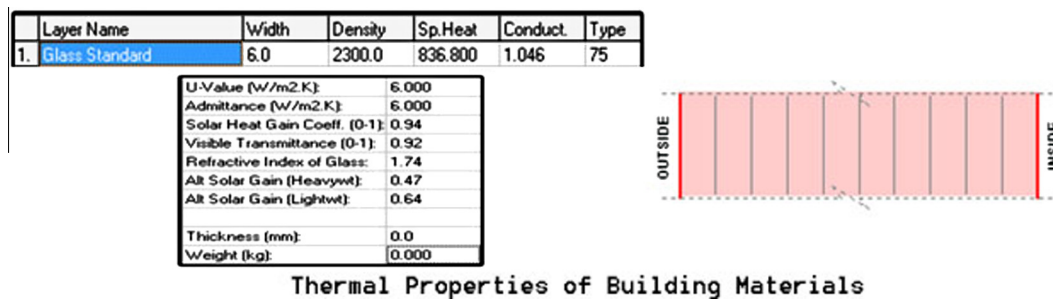 Layer Name Width Density Sp.Heat Conduct. Type
1. Glass Standard 6.0 2300.0 836.800 1.046 75
U-Value (W/m2.K): 6.000
Admittance (W/m2.K): 6.000
Solar Heat Gain Coeff. (0-1): 0.94
Visible Transmittance (0-1): 0.92
Refractive Index of Glass: 1.74
Alt Solar Gain (Heavywt): 0.47
Alt Solar Gain (Lightwt): 0.64
Thickness (mm): 0.0
Weight (kg): 0.000
OUTSIDE
INSIDE
Thermal Properties of Building Materials